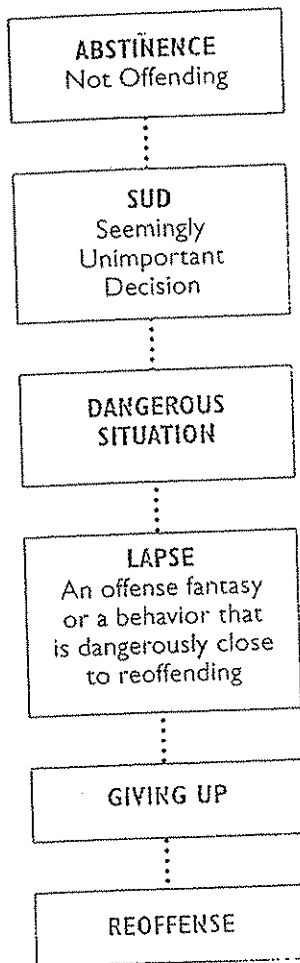 ABSTINENCE
Not Offending
SUD
Seemingly
Unimportant
Decision
DANGEROUS
SITUATION
LAPSE
An offense fantasy
or a behavior that
is dangerously close
to reoffending
GIVING UP
REOFFENSE